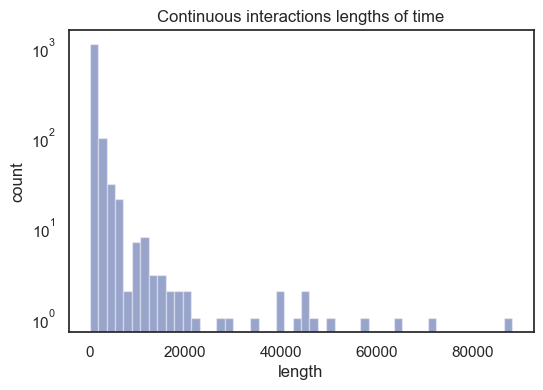 Continuous interactions lengths of time
10³
10²
10¹
10⁰
count
0 20000 40000 60000 80000
length